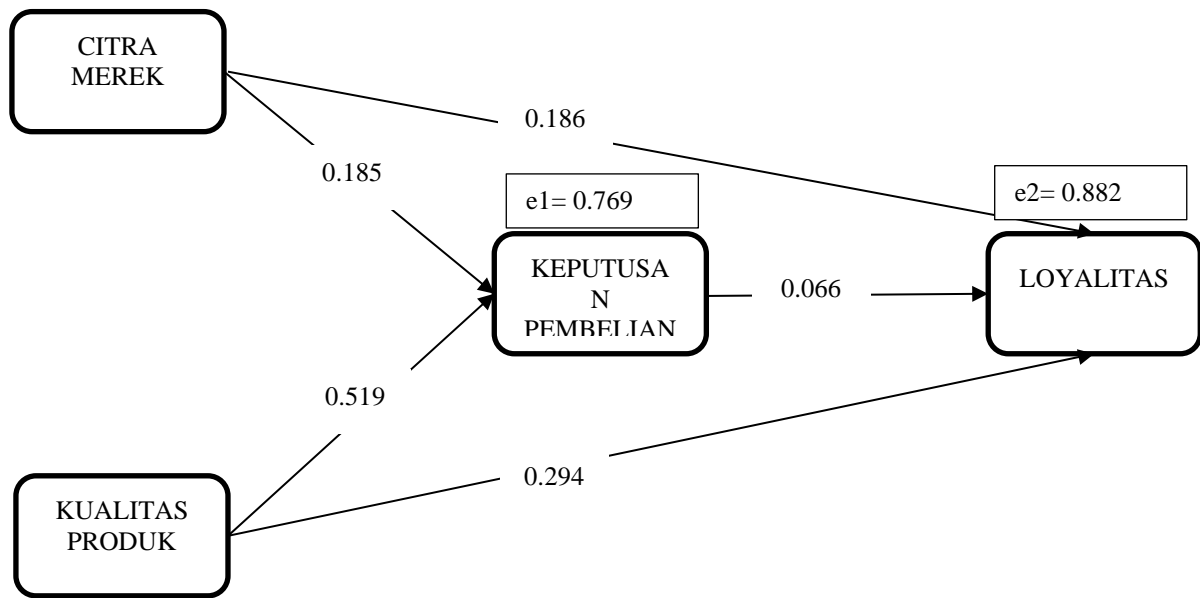 CITRA
MEREK
0.186
0.185
e1= 0.769
e2= 0.882
KEPUTUSA
N
PEMBELIAN
0.066
LOYALITAS
0.519
0.294
KUALITAS
PRODUK